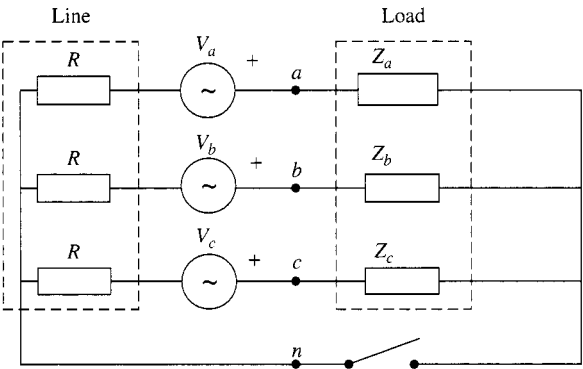 Line Load
R V_a + a Z_a
~
R V_b + b Z_b
~
R V_c + c Z_c
~
n